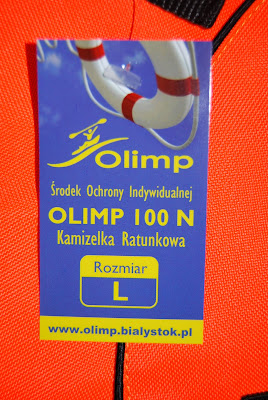 Olimp
Środek Ochrony Indywidualnej
OLIMP 100 N
Kamizelka Ratunkowa
Rozmiar
L
www.olimp.bialystok.pl